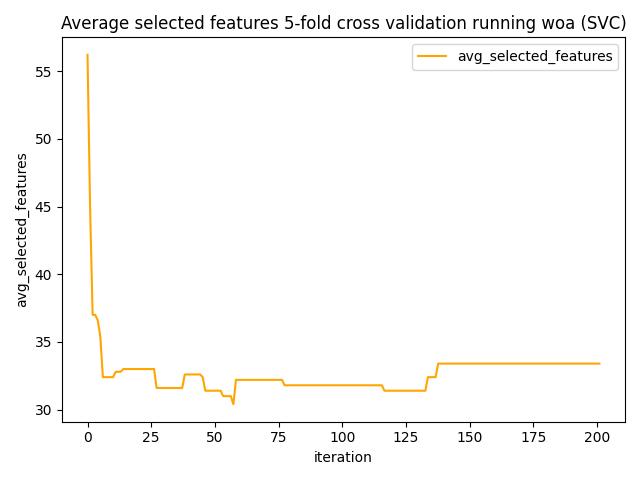 Average selected features 5-fold cross validation running woa (SVC)
avg_selected_features
avg_selected_features
55
50
45
40
35
30
0 25 50 75 100 125 150 175 200
iteration